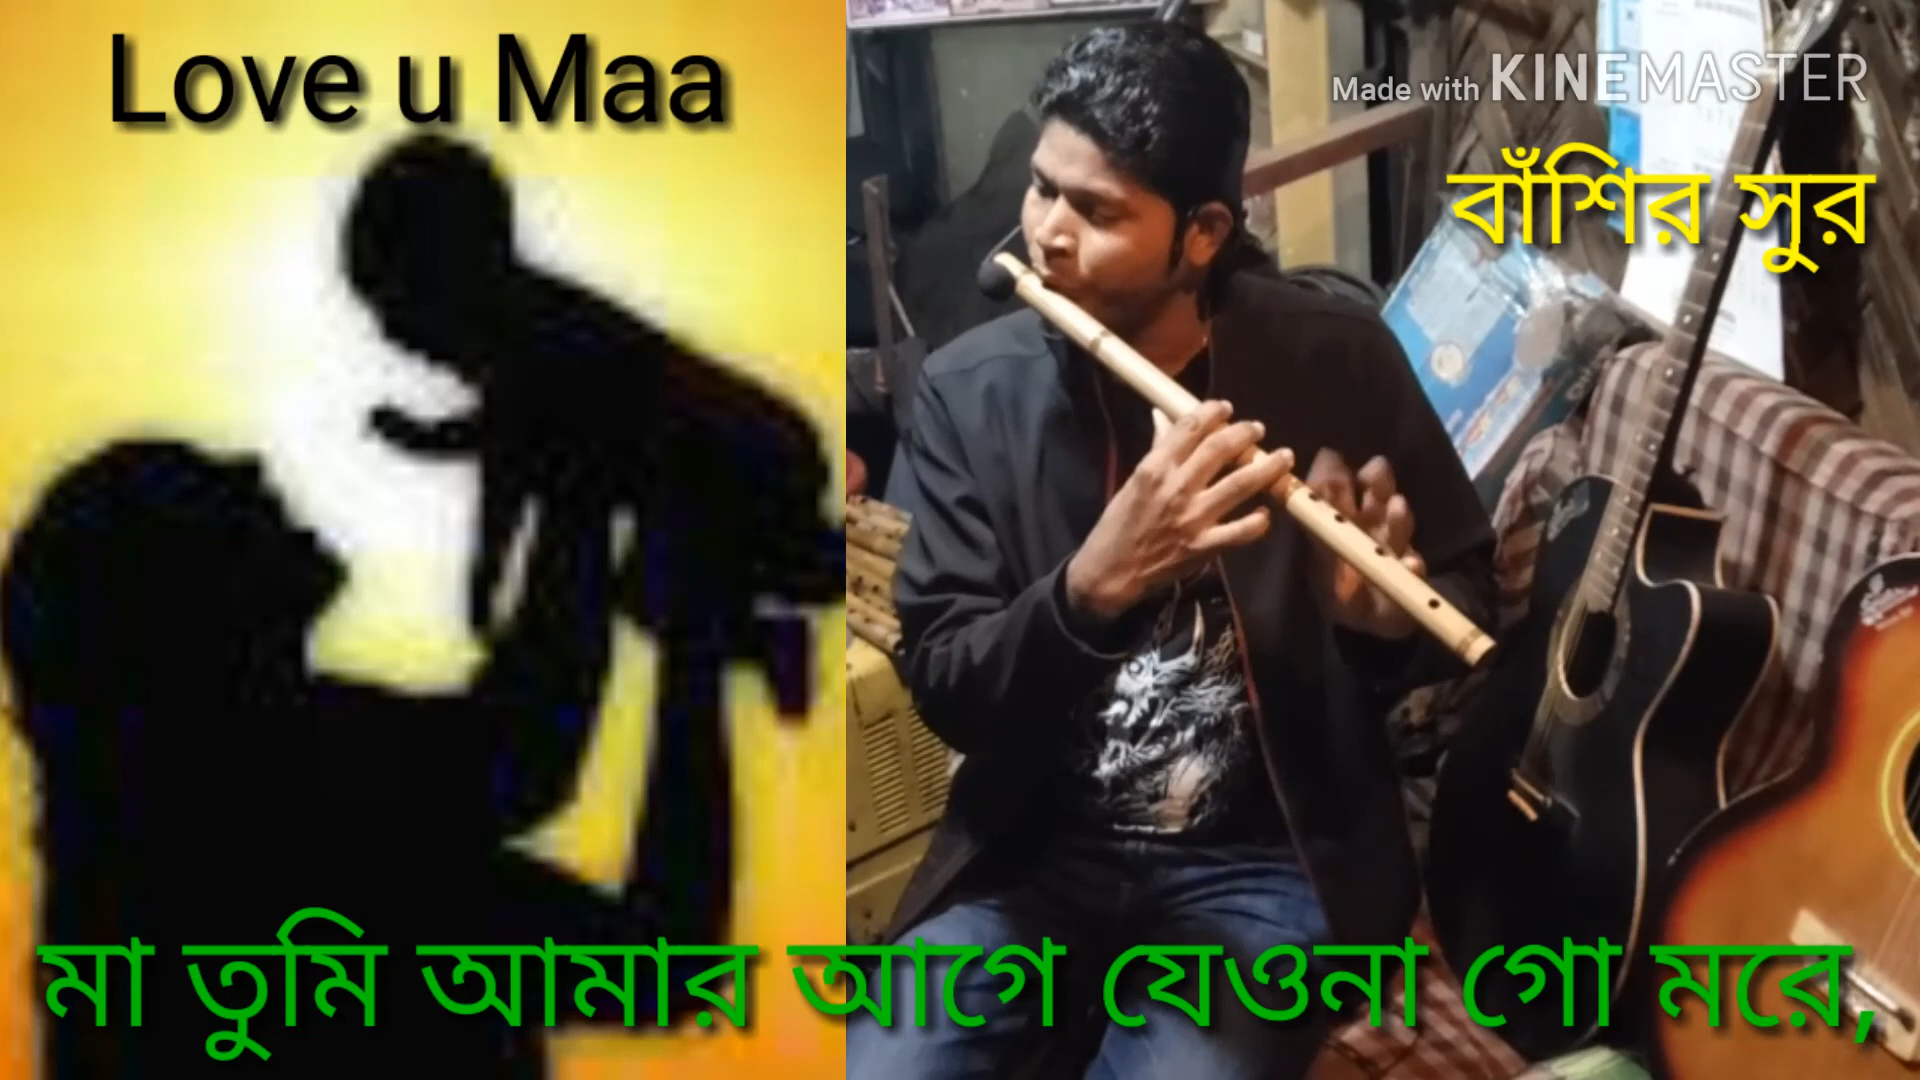 Love u Maa
Made with KINEMASTER
বাঁশির সুর
মা তুমি আমার আগে যেওনা গো মরে,